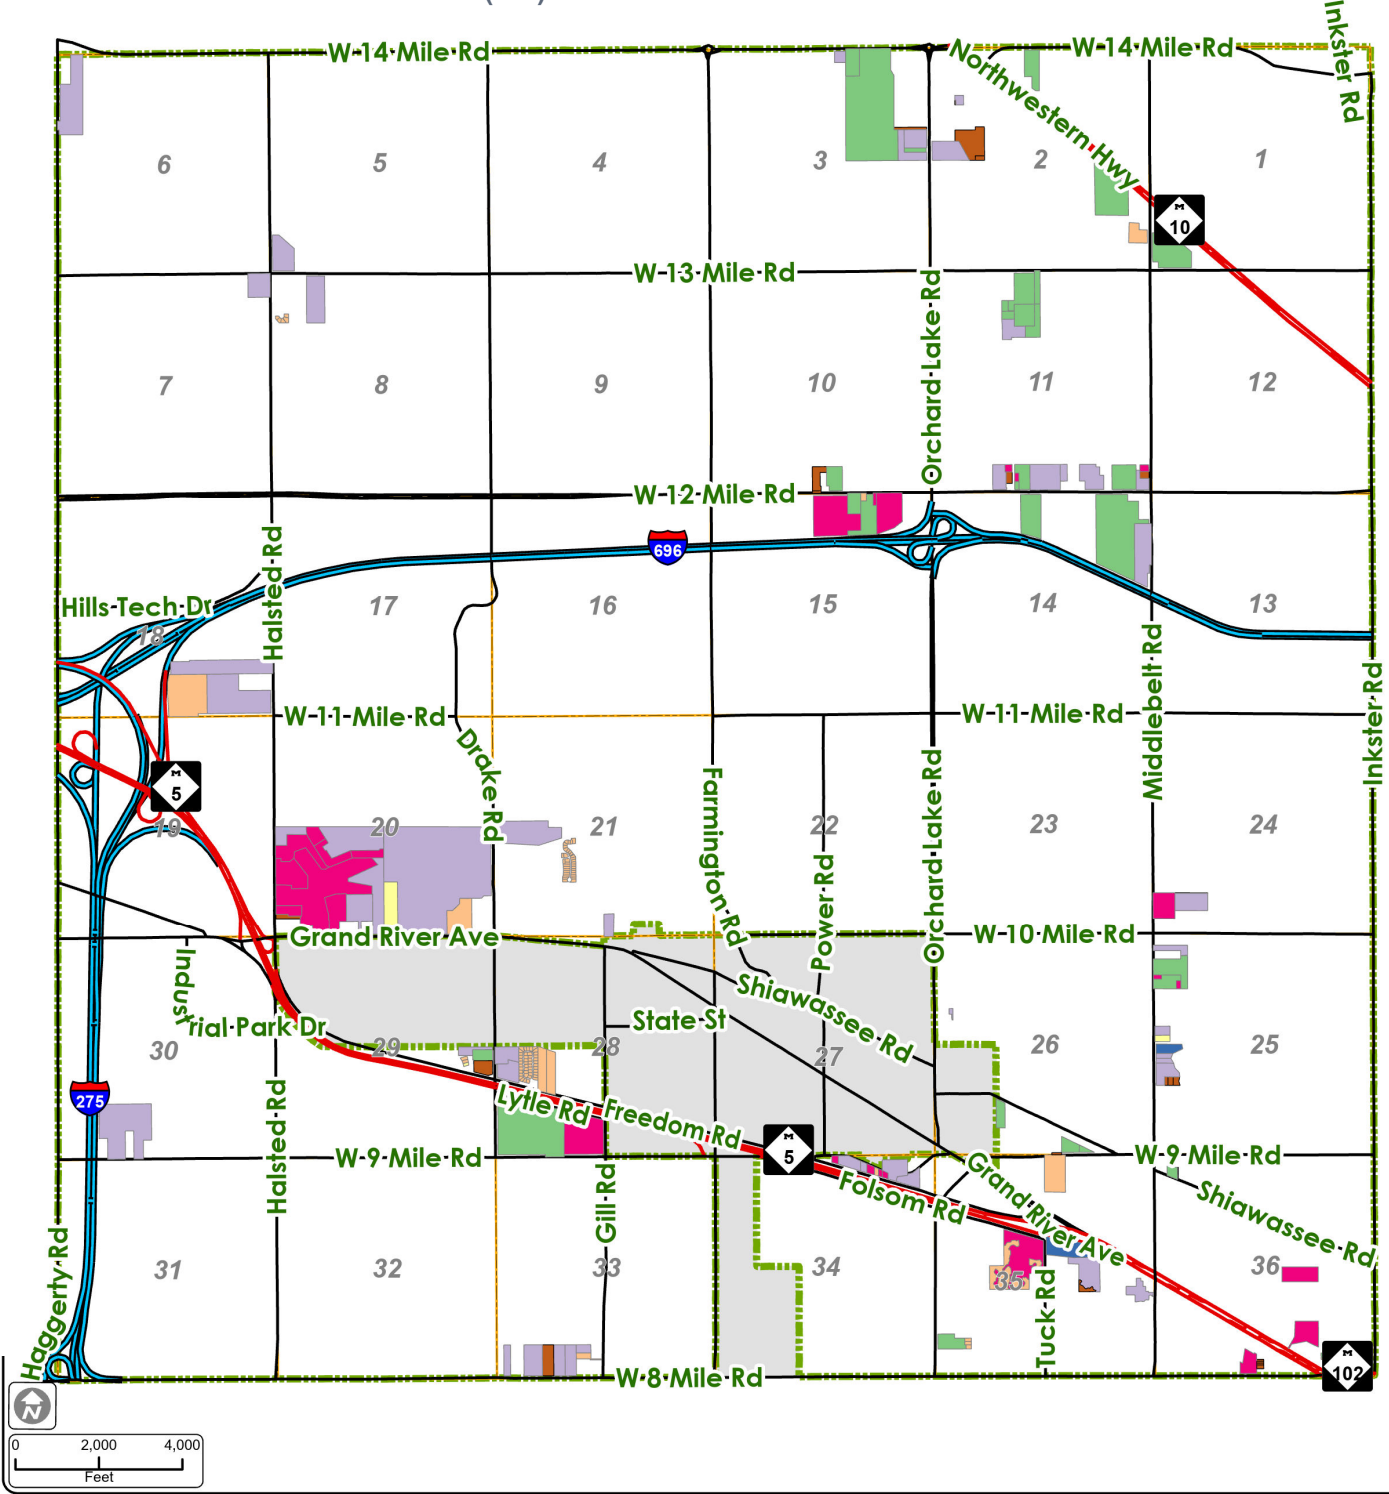 W 14 Mile Rd
W 14 Mile Rd
Inkster Rd
Northwestern Hwy
6
5
4
3
2
1
M
10
W 13 Mile Rd
Orchard Lake Rd
7
8
9
10
11
12
W 12 Mile Rd
696
Halsted Rd
Hills Tech Dr
18
17
16
15
14
13
Middlebelt Rd
Inkster Rd
W 11 Mile Rd
W 11 Mile Rd
Drake Rd
M
5
Farmington Rd
Orchard Lake Rd
19
20
21
22
23
24
Power Rd
Grand River Ave
W 10 Mile Rd
Industrial Park Dr
Shiawassee Rd
State St
30
29
28
27
26
25
275
Halsted Rd
Lytle Rd
Freedom Rd
M
5
W 9 Mile Rd
W 9 Mile Rd
Gill Rd
Folsom Rd
Grand River Ave
Shiawassee Rd
Haggerty Rd
31
32
33
34
35
36
Tuck Rd
W 8 Mile Rd
M
102
N
0 2,000 4,000
Feet